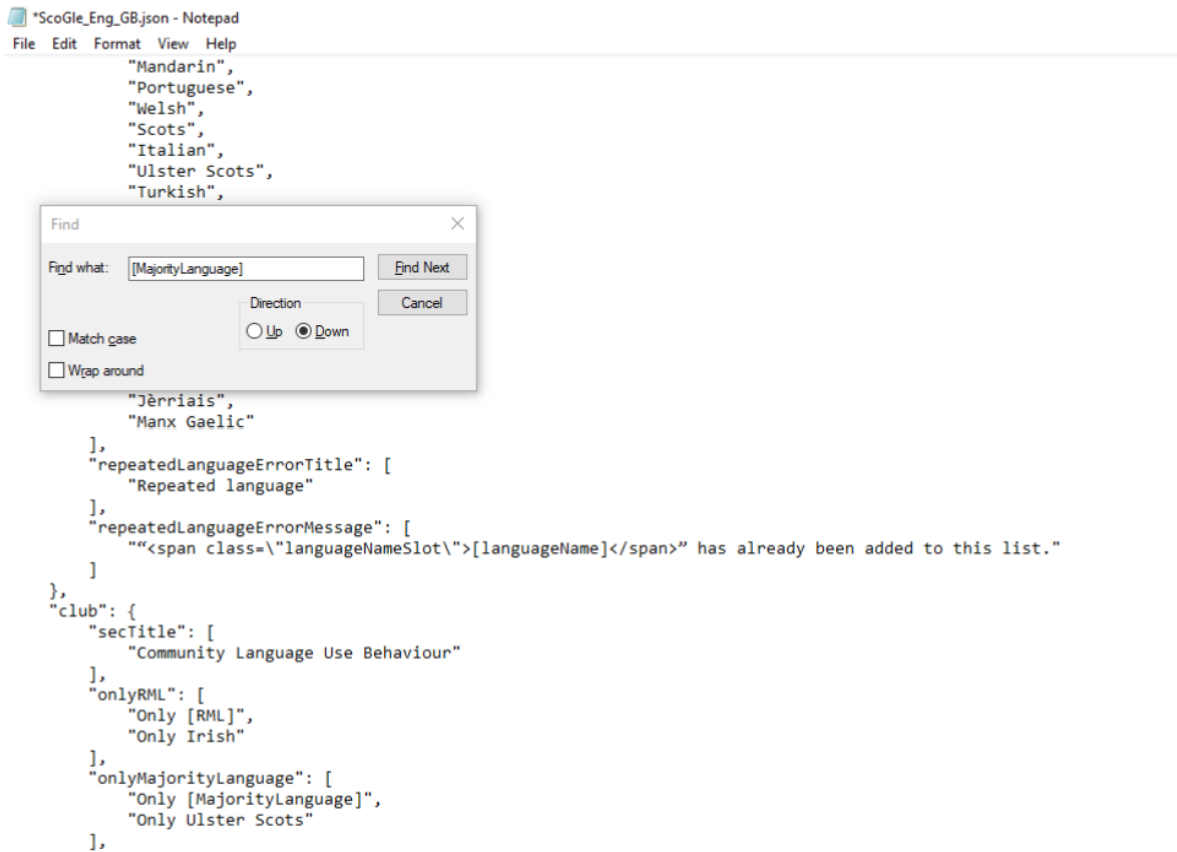 *ScoGle_Eng_GB.json - Notepad
File Edit Format View Help
"Mandarin",
"Portuguese",
"Welsh",
"Scots",
"Italian",
"Ulster Scots",
"Turkish",
Find
Find what: [MajorityLanguage] Find Next
Direction Cancel
Up Down
Match case
Wrap around
"Jèrriais",
"Manx Gaelic"
],
"repeatedLanguageErrorTitle": [
"Repeated language"
],
"repeatedLanguageErrorMessage": [
"“<span class=\"languageNameSlot\">[languageName]</span>” has already been added to this list."
]
},
"club": {
"secTitle": [
"Community Language Use Behaviour"
],
"onlyRML": [
"Only [RML]",
"Only Irish"
],
"onlyMajorityLanguage": [
"Only [MajorityLanguage]",
"Only Ulster Scots"
],